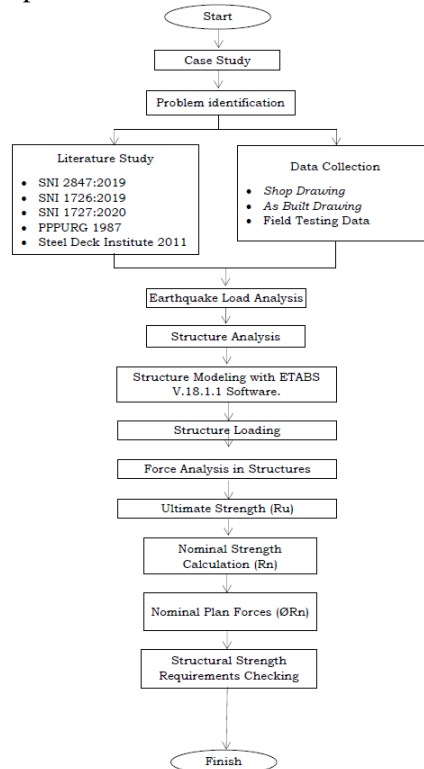 Start
Case Study
Problem identification
Literature Study
• SNI 2847:2019
• SNI 1726:2019
• SNI 1727:2020
• PPPURG 1987
• Steel Deck Institute 2011
Data Collection
• Shop Drawing
• As Built Drawing
• Field Testing Data
Earthquake Load Analysis
Structure Analysis
Structure Modeling with ETABS
V.18.1.1 Software.
Structure Loading
Force Analysis in Structures
Ultimate Strength (Ru)
Nominal Strength
Calculation (Rn)
Nominal Plan Forces (ØRn)
Structural Strength
Requirements Checking
Finish